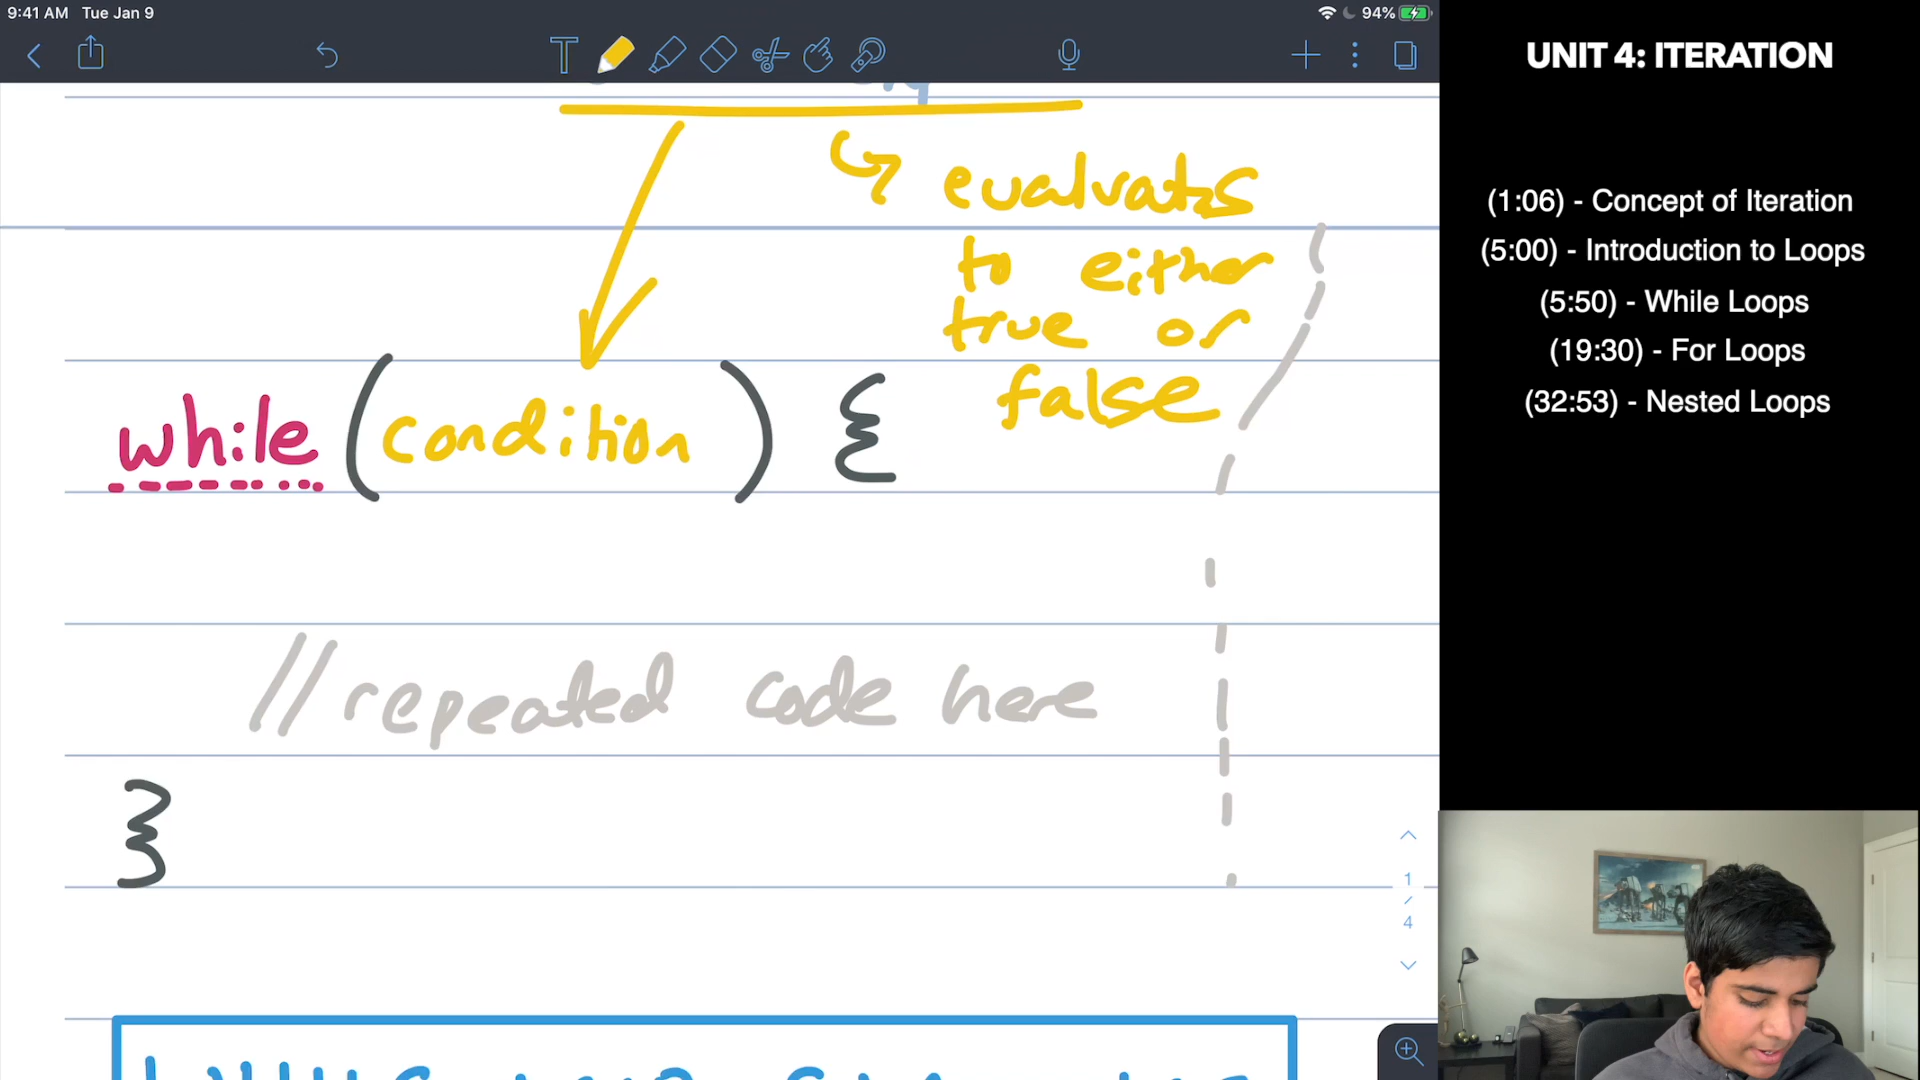 9:41 AM Tue Jan 9
94%
UNIT 4: ITERATION
(1:06) - Concept of Iteration
(5:00) - Introduction to Loops
(5:50) - While Loops
(19:30) - For Loops
(32:53) - Nested Loops
evaluates
to either
true or
false
while (condition) {
// repeated code here
}
1
/
4